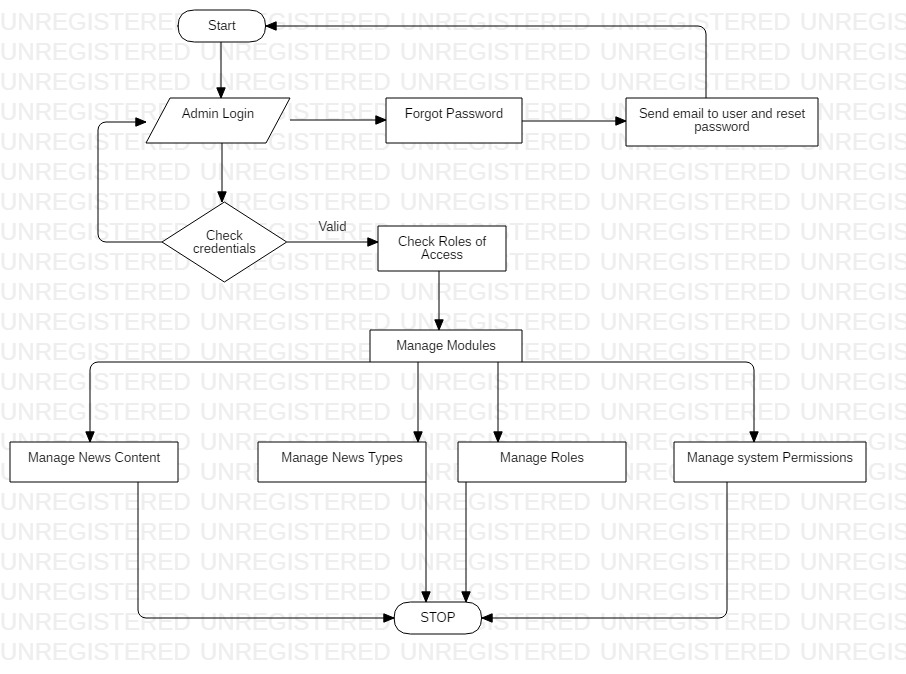 Start
Admin Login
Forgot Password
Send email to user and reset
password
Check
credentials
Valid
Check Roles of
Access
Manage Modules
Manage News Content
Manage News Types
Manage Roles
Manage system Permissions
STOP
UNREGISTERED